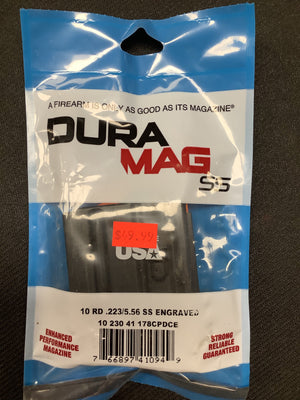 A FIREARM IS ONLY AS GOOD AS ITS MAGAZINE®
DURA
MAG
SS
$49.99
USA
10 RD .223/5.56 SS ENGRAVED
10 230 41 178CPDCE
ENHANCED
PERFORMANCE
MAGAZINE
STRONG
RELIABLE
GUARANTEED
7 66897 41094 9